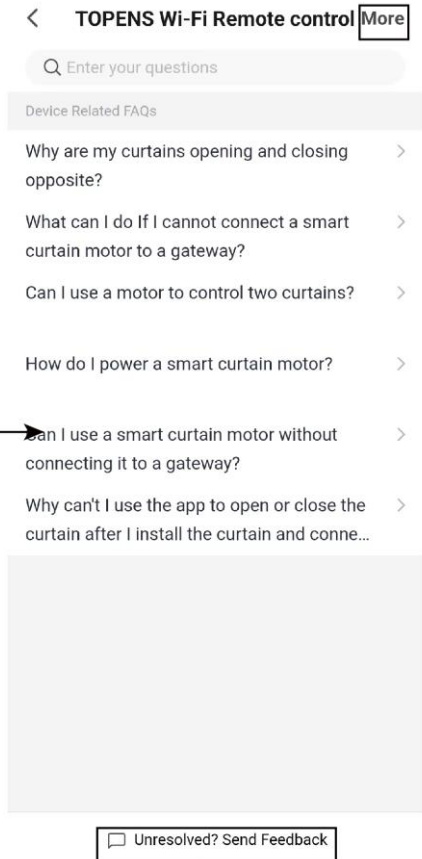 TOPENS Wi-Fi Remote control More
Enter your questions
Device Related FAQs
Why are my curtains opening and closing
opposite?
What can I do If I cannot connect a smart
curtain motor to a gateway?
Can I use a motor to control two curtains?
How do I power a smart curtain motor?
Can I use a smart curtain motor without
connecting it to a gateway?
Why can't I use the app to open or close the
curtain after I install the curtain and conne...
Unresolved? Send Feedback